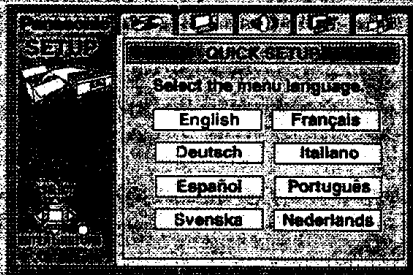 SETUP
QUICK SETUP
Select the menu language.
English
Français
Deutsch
Italiano
Español
Português
Svenska
Nederlands